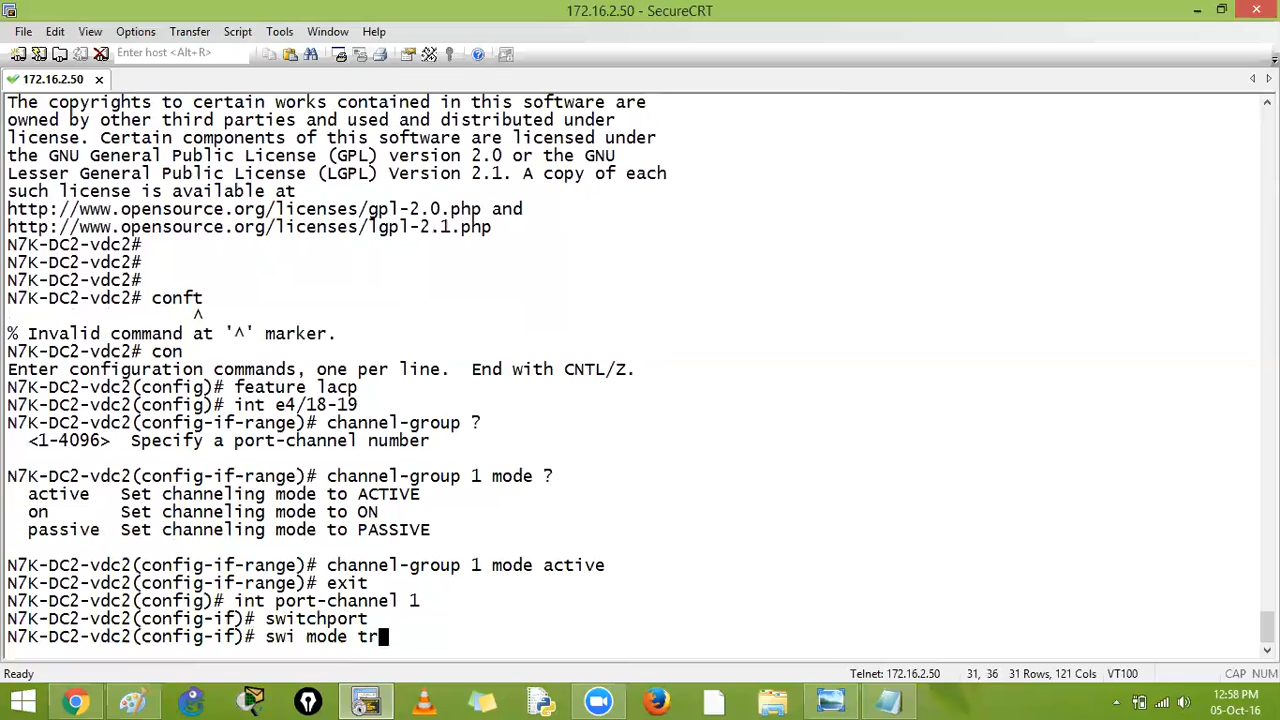 172.16.2.50 - SecureCRT
File Edit View Options Transfer Script Tools Window Help
Enter host <Alt+R>
172.16.2.50
The copyrights to certain works contained in this software are
owned by other third parties and used and distributed under
license. Certain components of this software are licensed under
the GNU General Public License (GPL) version 2.0 or the GNU
Lesser General Public License (LGPL) Version 2.1. A copy of each
such license is available at
http://www.opensource.org/licenses/gpl-2.0.php and
http://www.opensource.org/licenses/lgpl-2.1.php
N7K-DC2-vdc2#
N7K-DC2-vdc2#
N7K-DC2-vdc2#
N7K-DC2-vdc2# conft
^
% Invalid command at '^' marker.
N7K-DC2-vdc2# con
Enter configuration commands, one per line. End with CNTL/Z.
N7K-DC2-vdc2(config)# feature lacp
N7K-DC2-vdc2(config)# int e4/18-19
N7K-DC2-vdc2(config-if-range)# channel-group ?
<1-4096> Specify a port-channel number
N7K-DC2-vdc2(config-if-range)# channel-group 1 mode ?
active Set channeling mode to ACTIVE
on Set channeling mode to ON
passive Set channeling mode to PASSIVE
N7K-DC2-vdc2(config-if-range)# channel-group 1 mode active
N7K-DC2-vdc2(config-if-range)# exit
N7K-DC2-vdc2(config)# int port-channel 1
N7K-DC2-vdc2(config-if)# switchport
N7K-DC2-vdc2(config-if)# swi mode tr
Ready Telnet: 172.16.2.50 31, 36 31 Rows, 121 Cols VT100 CAP NUM
12:58 PM
05-Oct-16